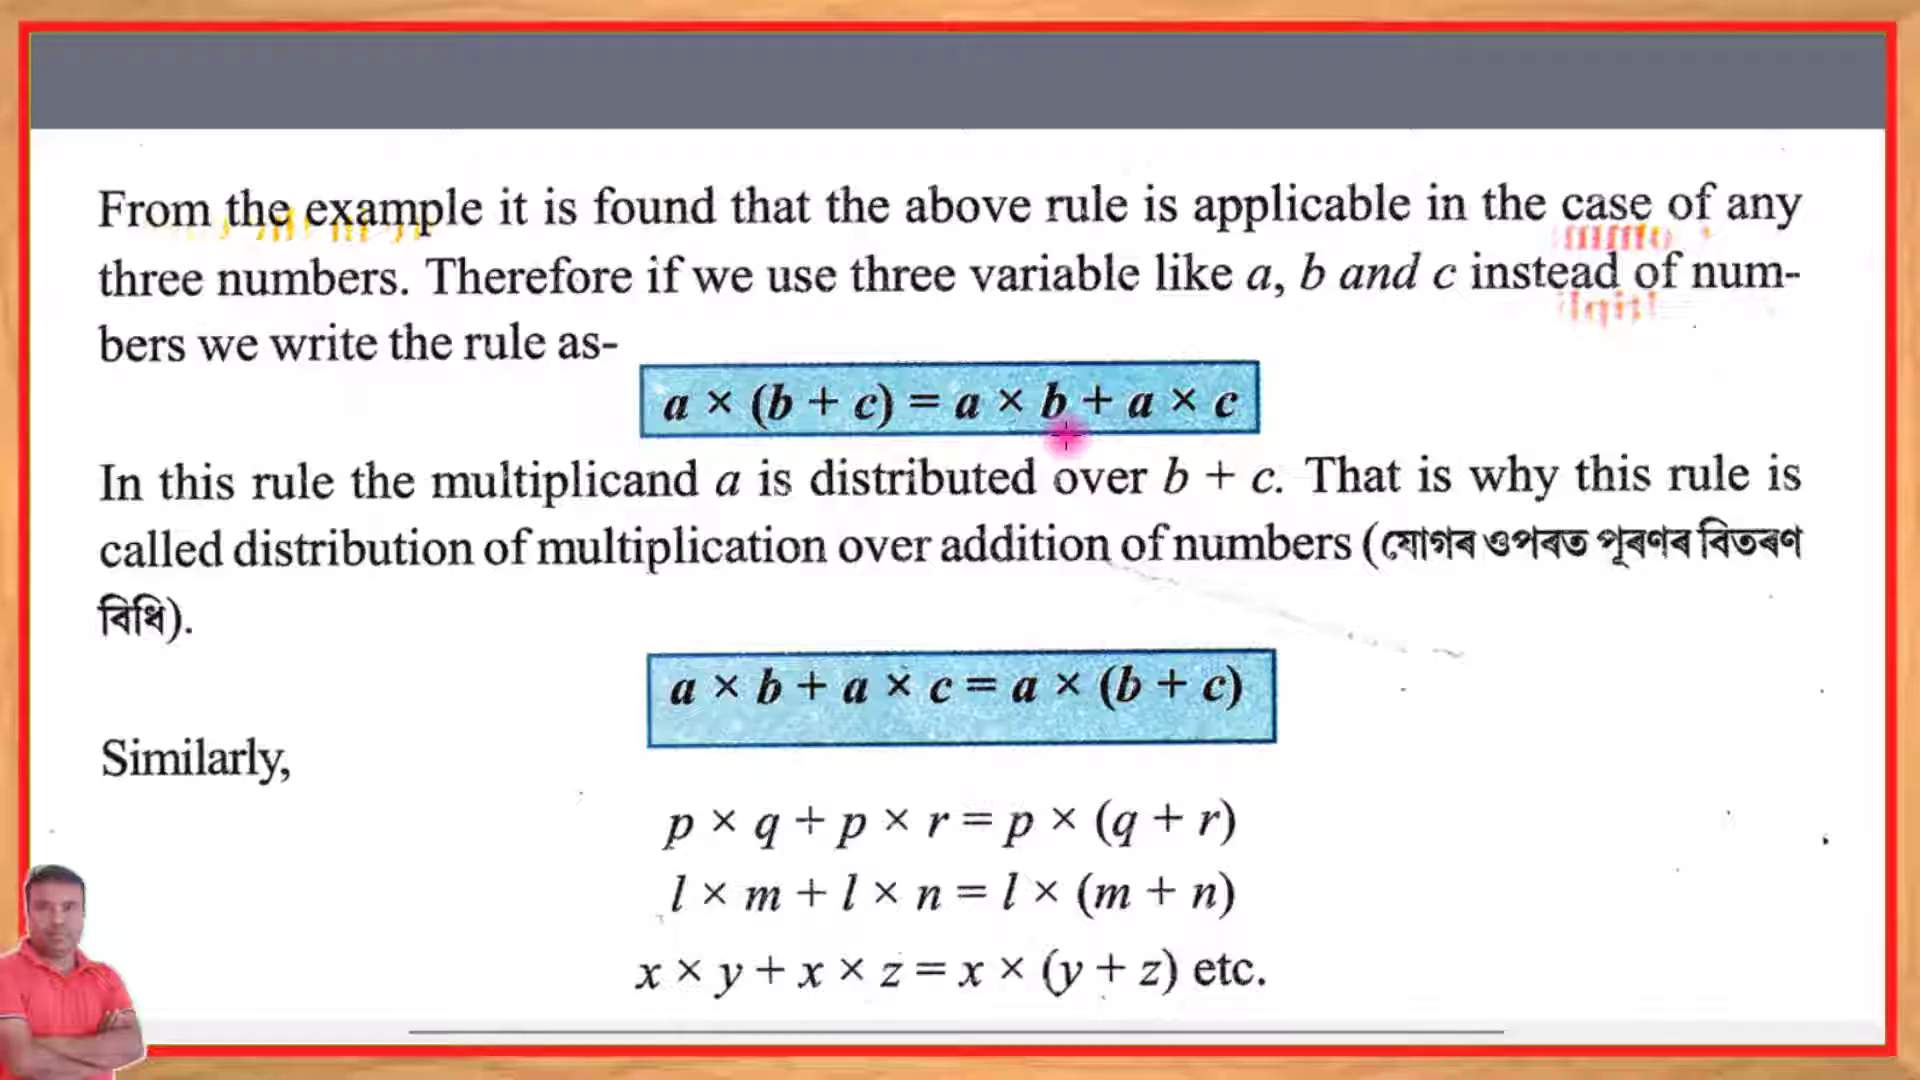 From the example it is found that the above rule is applicable in the case of any
three numbers. Therefore if we use three variable like a, b and c instead of num-
bers we write the rule as-
a × (b + c) = a × b + a × c
In this rule the multiplicand a is distributed over b + c. That is why this rule is
called distribution of multiplication over addition of numbers (যোগৰ ওপৰত পূৰণৰ বিতৰণ
বিধি).
a × b + a × c = a × (b + c)
Similarly,
p × q + p × r = p × (q + r)
l × m + l × n = l × (m + n)
x × y + x × z = x × (y + z) etc.